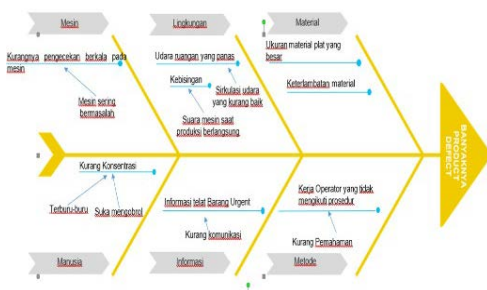 Mesin
Lingkungan
Material
Kurangnya pengecekan berkala pada
mesin
Mesin sering
bermasallah
Udara ruangan yang panas
Kebisingan
Sirkulasi udara
yang kurang baik
Suara mesin saat
produksi berlangsung
Ukuran material plat yang
besar
Keterlambatan material
BANYAKNYA
PRODUCT
DEFECT
Kurang Konsentrasi
Terburu-buru
Suka mengobrol
Informasi telat Barang Urgent
Kurang komunikasi
Kerja Operator yang tidak
mengikuti prosedur
Kurang Pemahaman
Manusia
Informasi
Metode